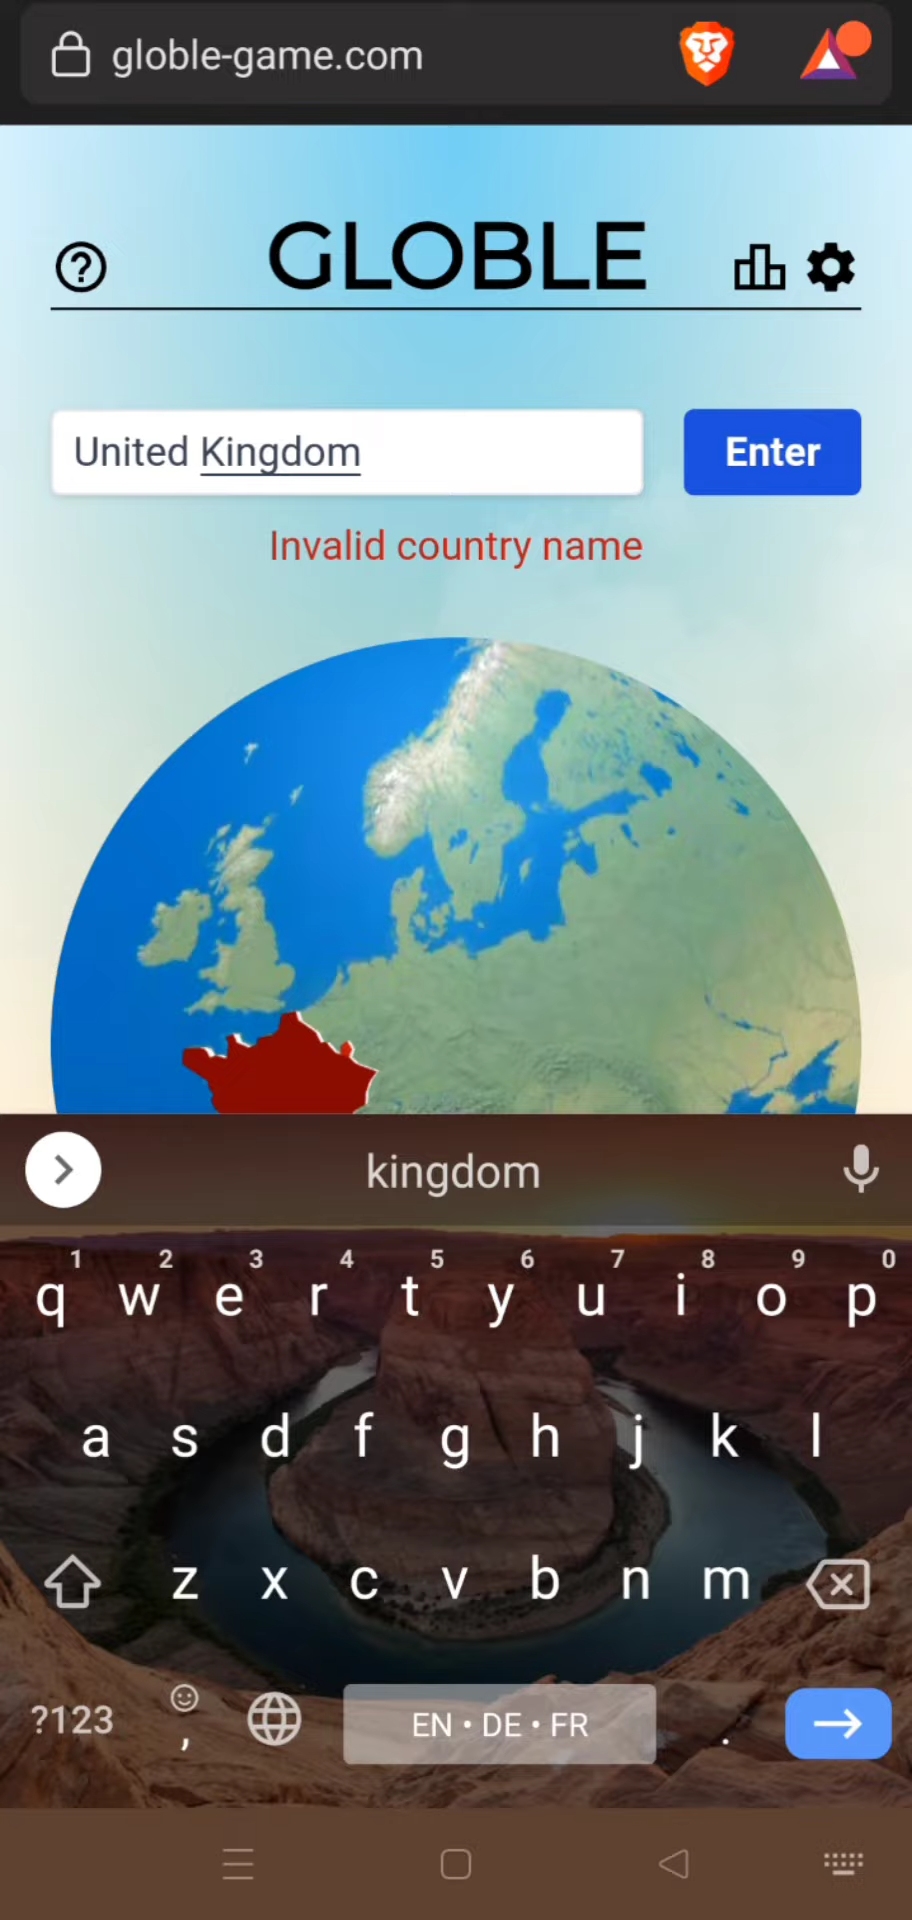 globle-game.com
GLOBLE
United Kingdom
Enter
Invalid country name
kingdom
1 2 3 4 5 6 7 8 9 0
q w e r t y u i o p
a s d f g h j k l
z x c v b n m
?123 , EN • DE • FR .